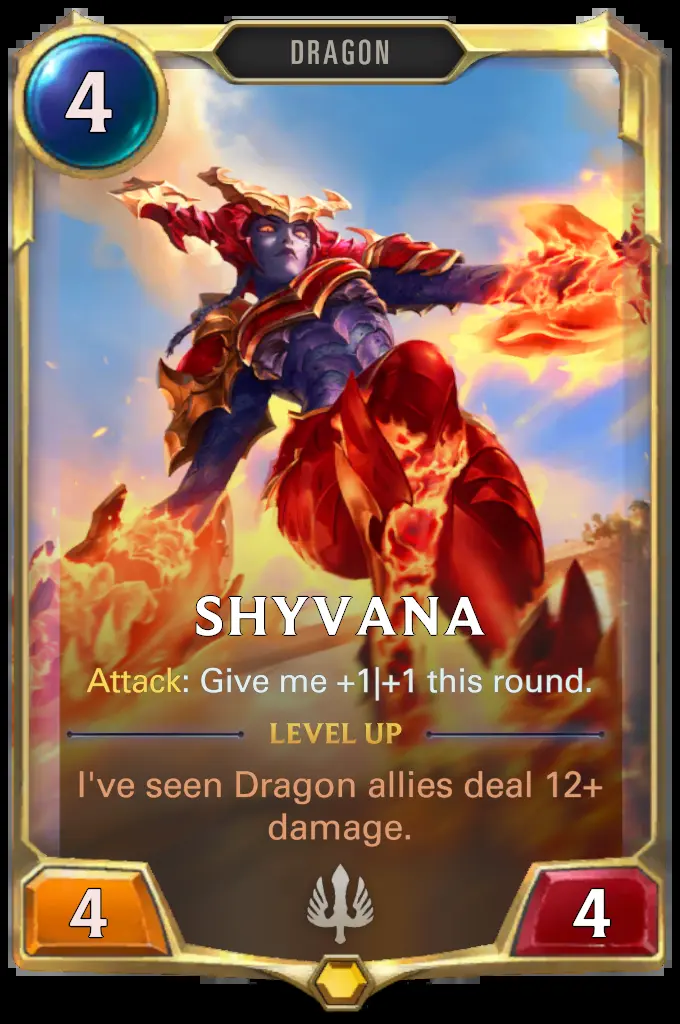 DRAGON
4
SHYVANA
Attack: Give me +1|+1 this round.
LEVEL UP
I've seen Dragon allies deal 12+
damage.
4
4